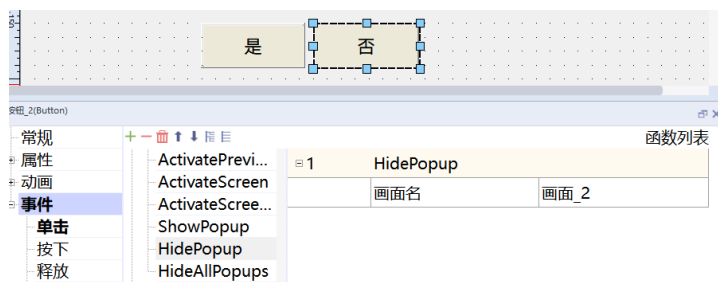 是 否
按钮_2(Button)
常规
函数列表
属性
动画
事件
单击
按下
释放
ActivatePrevi...
ActivateScreen
ActivateScree...
ShowPopup
HidePopup
HideAllPopups
1 HidePopup
画面名 画面_2